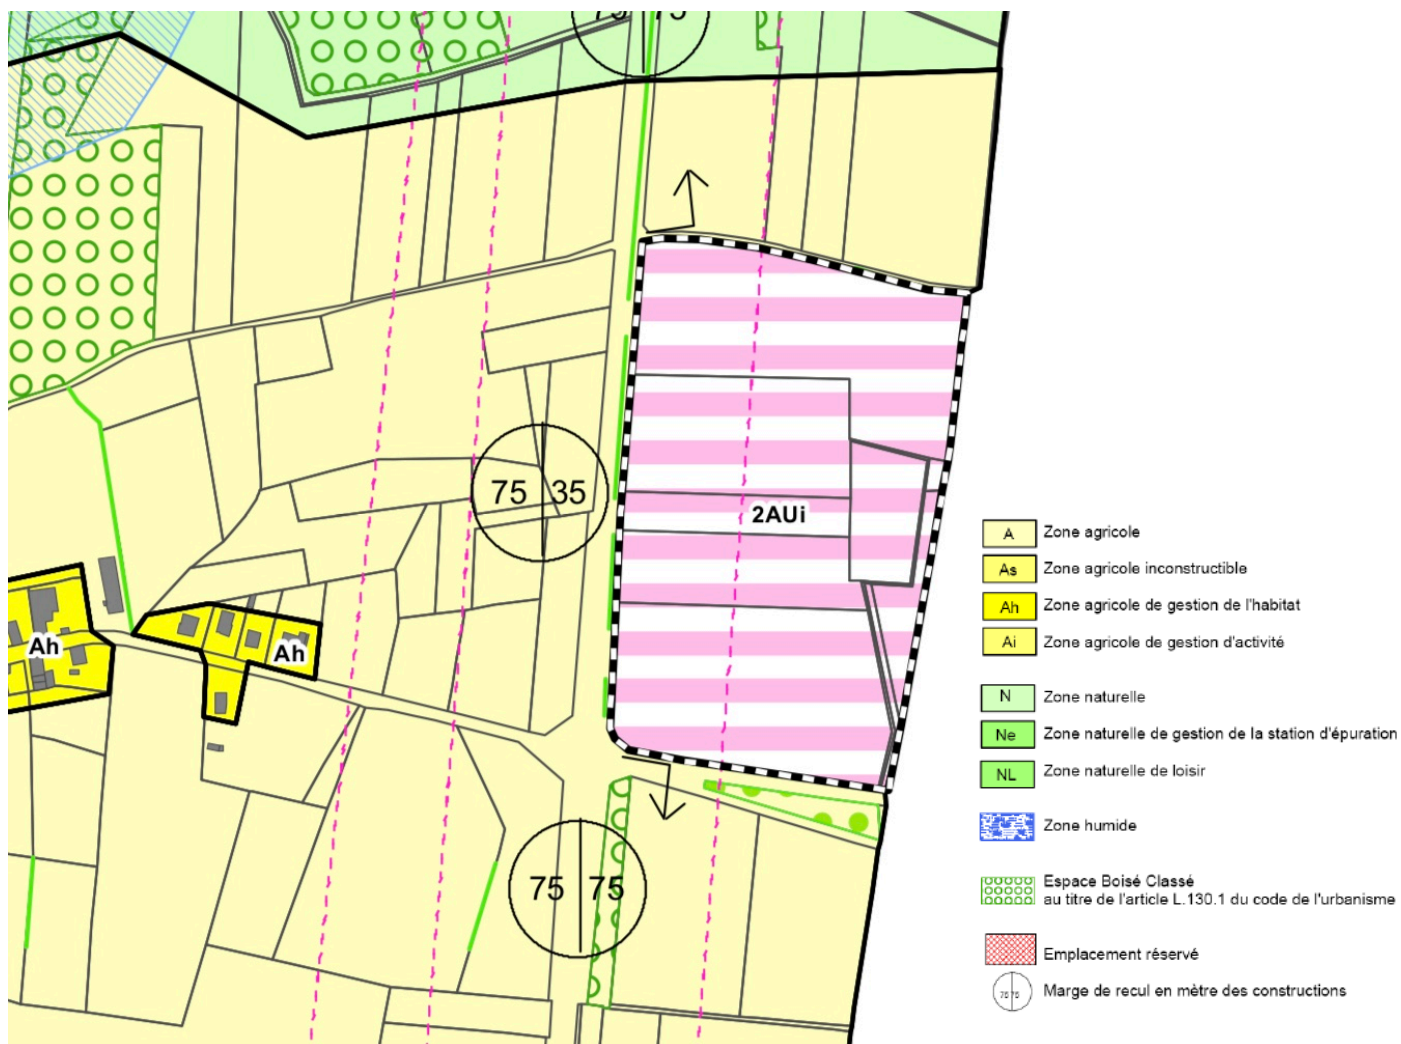 75 75
75 35
2AUi
Ah
Ah
75 75
A Zone agricole
As Zone agricole inconstructible
Ah Zone agricole de gestion de l'habitat
Ai Zone agricole de gestion d'activité
N Zone naturelle
Ne Zone naturelle de gestion de la station d'épuration
NL Zone naturelle de loisir
Zone humide
Espace Boisé Classé
au titre de l'article L.130.1 du code de l'urbanisme
Emplacement réservé
75 75 Marge de recul en mètre des constructions